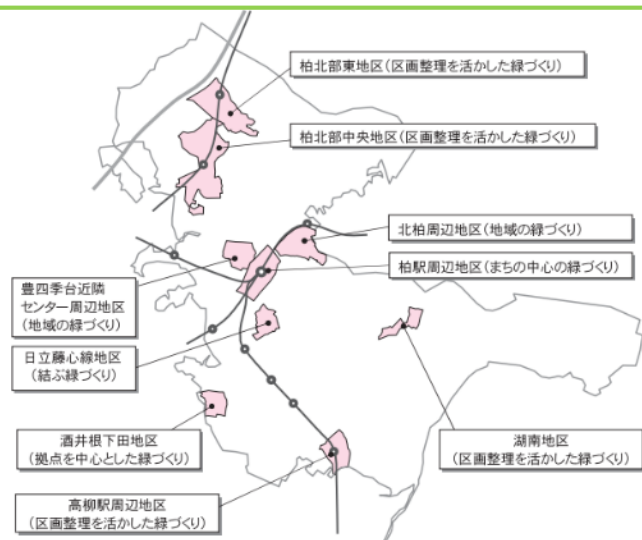 柏北部東地区(区画整理を活かした緑づくり)
柏北部中央地区(区画整理を活かした緑づくり)
北柏周辺地区(地域の緑づくり)
柏駅周辺地区(まちの中心の緑づくり)
豊四季台近隣
センター周辺地区
(地域の緑づくり)
日立藤心線地区
(結ぶ緑づくり)
酒井根下田地区
(拠点を中心とした緑づくり)
湖南地区
(区画整理を活かした緑づくり)
高柳駅周辺地区
(区画整理を活かした緑づくり)